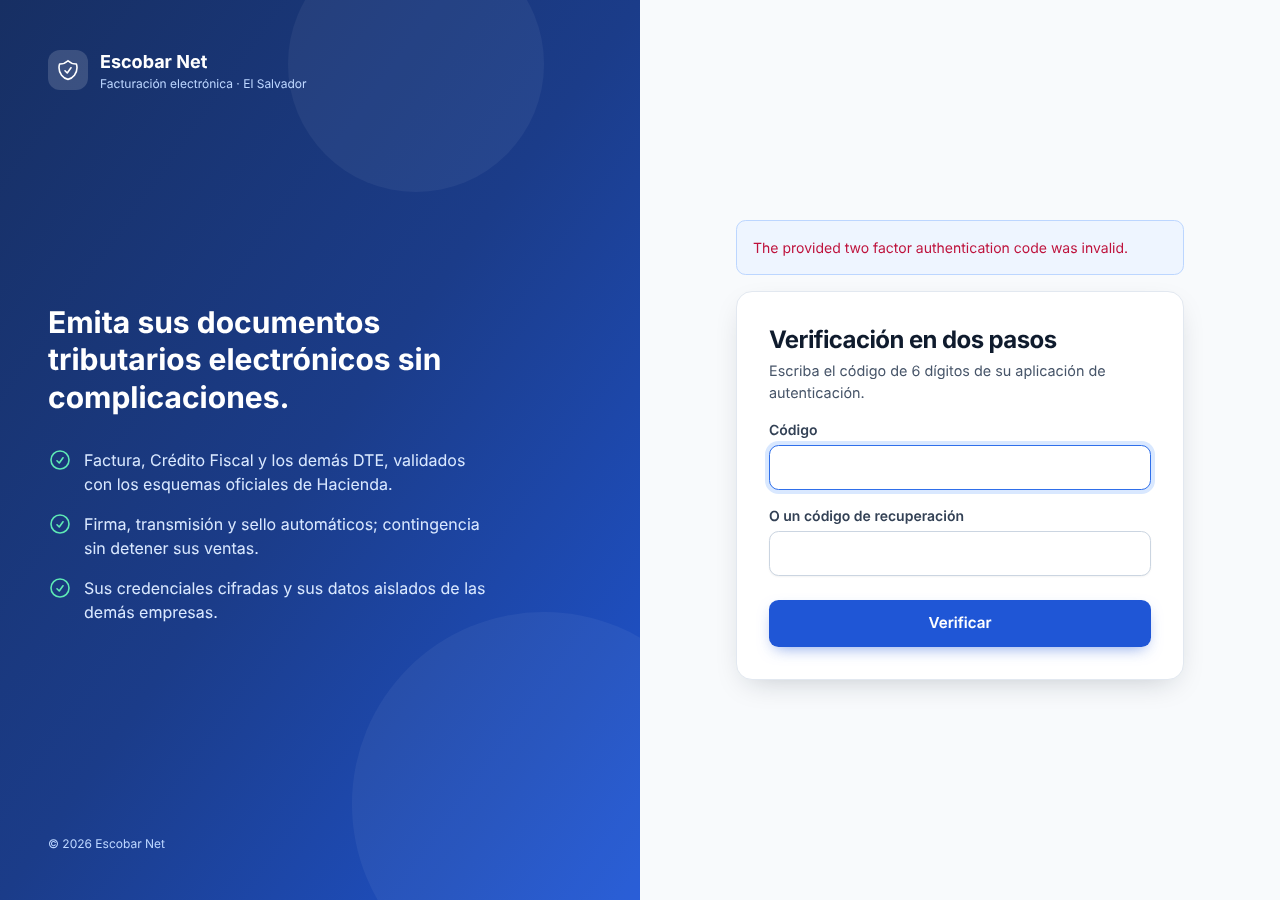 Escobar Net
Facturación electrónica · El Salvador
Emita sus documentos
tributarios electrónicos sin
complicaciones.
Factura, Crédito Fiscal y los demás DTE, validados
con los esquemas oficiales de Hacienda.
Firma, transmisión y sello automáticos; contingencia
sin detener sus ventas.
Sus credenciales cifradas y sus datos aislados de las
demás empresas.
© 2026 Escobar Net
The provided two factor authentication code was invalid.
Verificación en dos pasos
Escriba el código de 6 dígitos de su aplicación de
autenticación.
Código
O un código de recuperación
Verificar